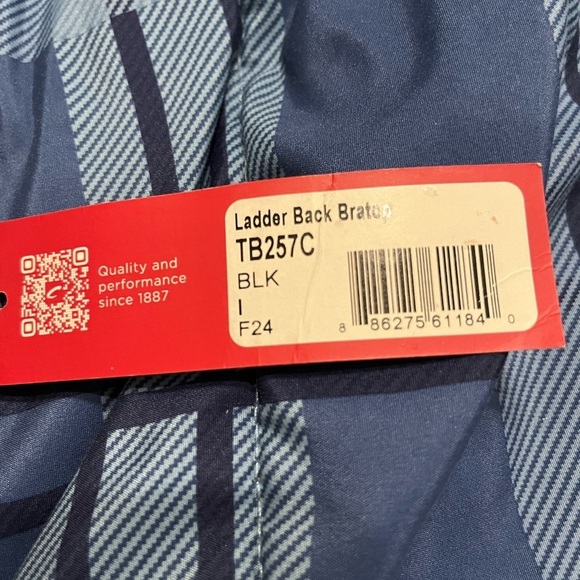 Quality and
performance
since 1887
Ladder Back Bratop
TB257C
BLK
I
F24
8 86275 61184 0